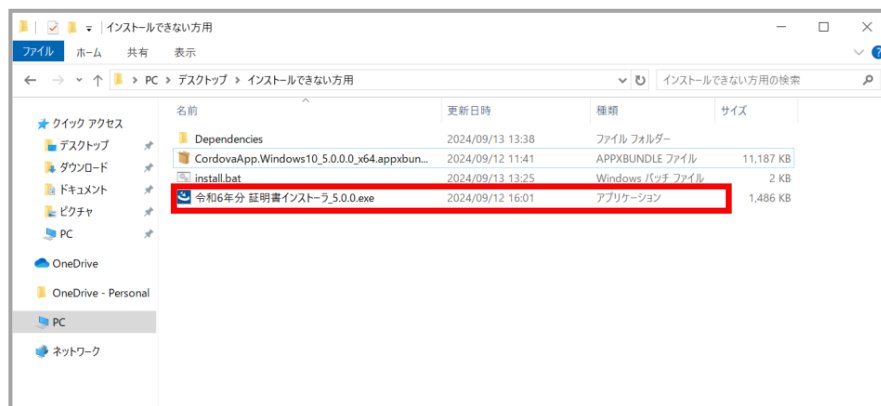 インストールできない方用
ファイル ホーム 共有 表示
PC > デスクトップ > インストールできない方用 インストールできない方用の検索
名前 更新日時 種類 サイズ
クイック アクセス
デスクトップ
ダウンロード
ドキュメント
ピクチャ
PC
OneDrive
OneDrive - Personal
PC
ネットワーク
Dependencies 2024/09/13 13:38 ファイル フォルダー
CordovaApp.Windows10_5.0.0.0_x64.appxbun... 2024/09/12 11:41 APPXBUNDLE ファイル 11,187 KB
install.bat 2024/09/13 13:25 Windows バッチ ファイル 2 KB
令和6年分 証明書インストーラ_5.0.0.exe 2024/09/12 16:01 アプリケーション 1,486 KB